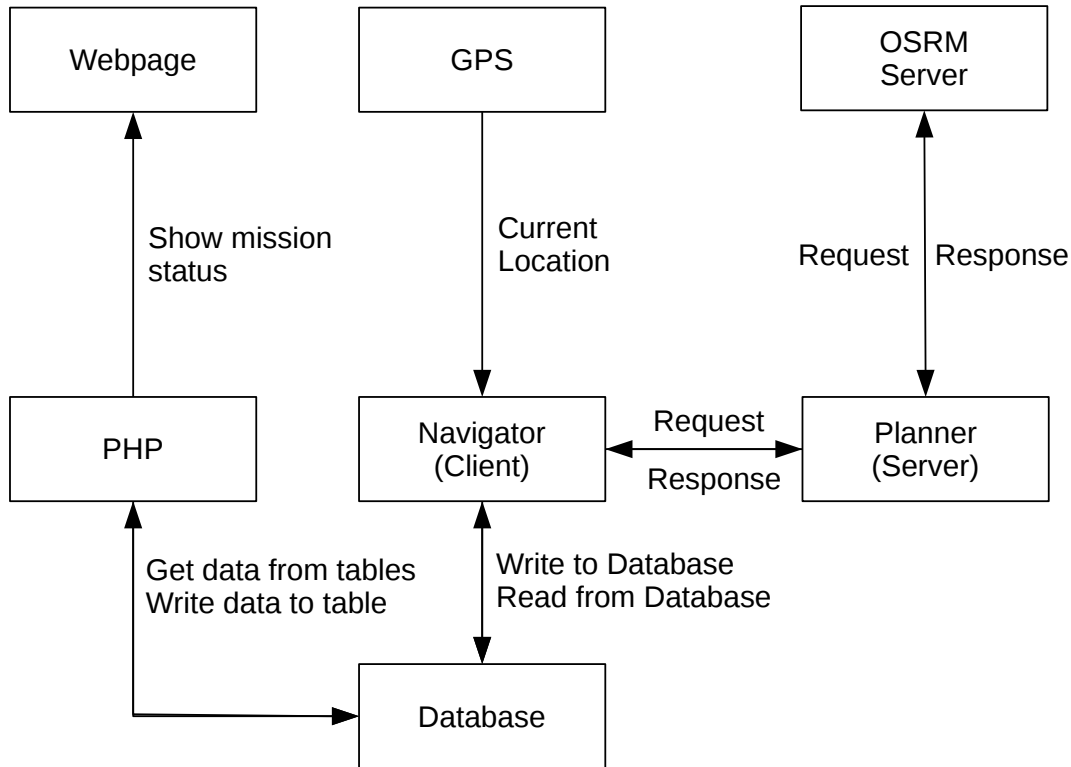 Webpage
GPS
OSRM
Server
Show mission
status
Current
Location
Request
Response
PHP
Navigator
(Client)
Request
Response
Planner
(Server)
Get data from tables
Write data to table
Write to Database
Read from Database
Database